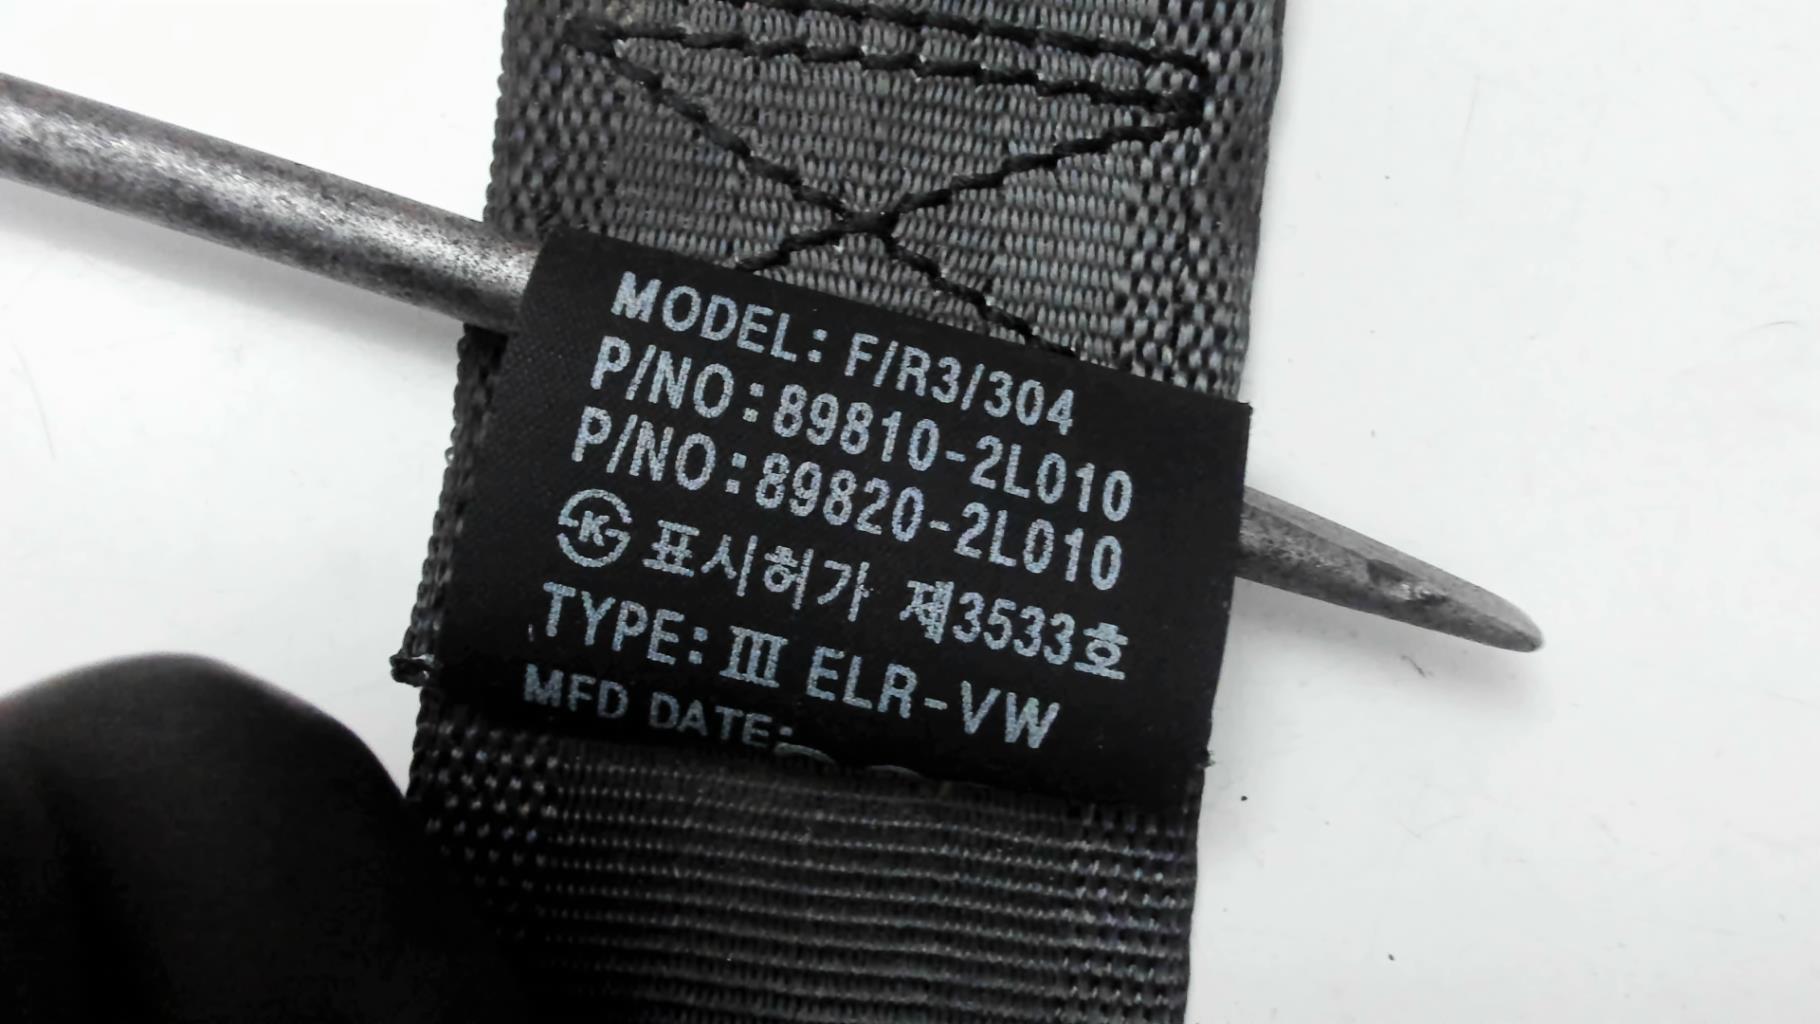 MODEL: F/R3/304
P/NO:89810-2L010
P/NO:89820-2L010
K 표시허가 제3533호
TYPE: III ELR-VW
MFD DATE: